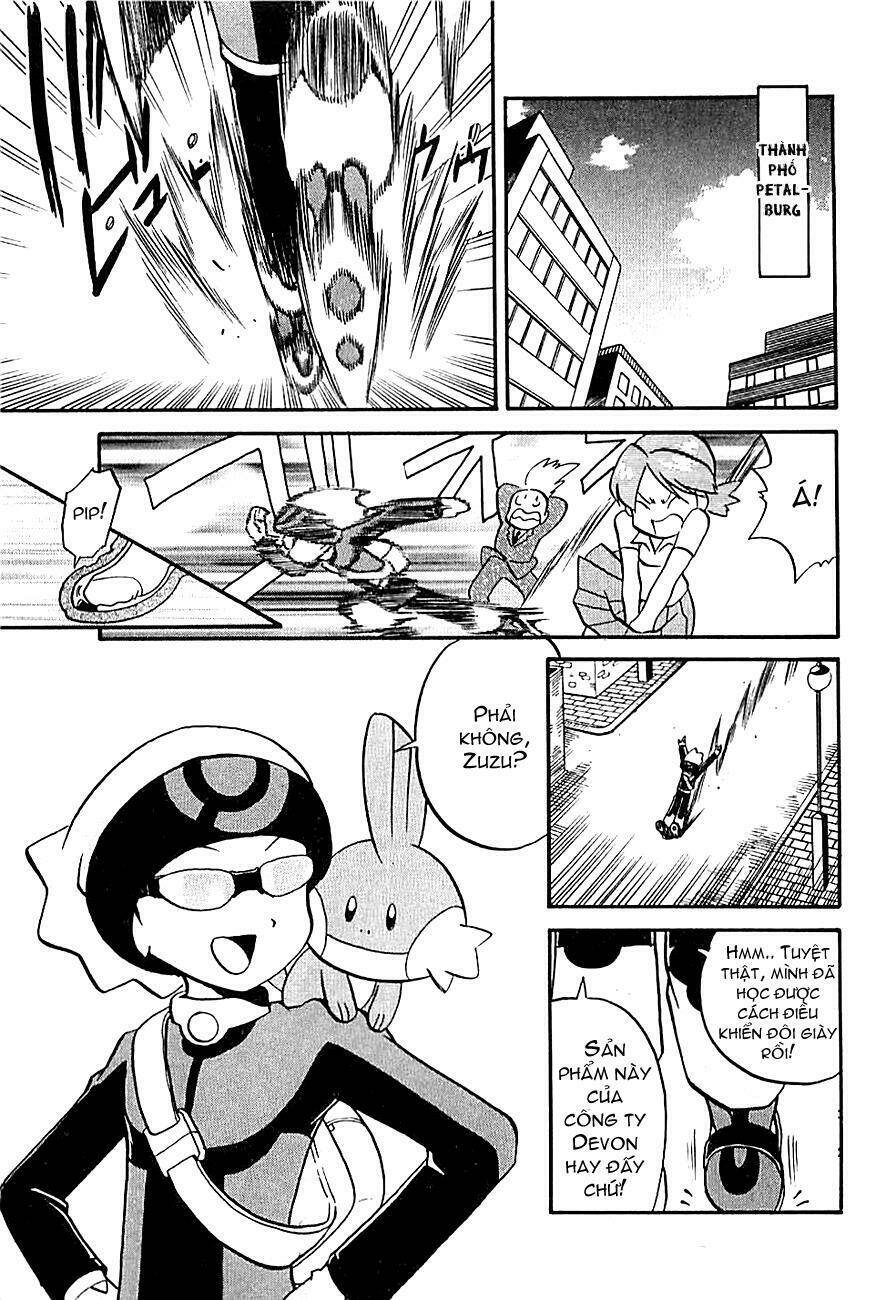 THÀNH
PHỐ
PETAL-
BURG
Á!
PIP!
HMM.. TUYỆT
THẬT, MÌNH ĐÃ
HỌC ĐƯỢC
CÁCH ĐIỀU
KHIỂN ĐÔI GIÀY
RỒI!
SẢN
PHẨM NÀY
CỦA
CÔNG TY
DEVON
HAY ĐẤY
CHỨ!
PHẢI
KHÔNG,
ZUZU?